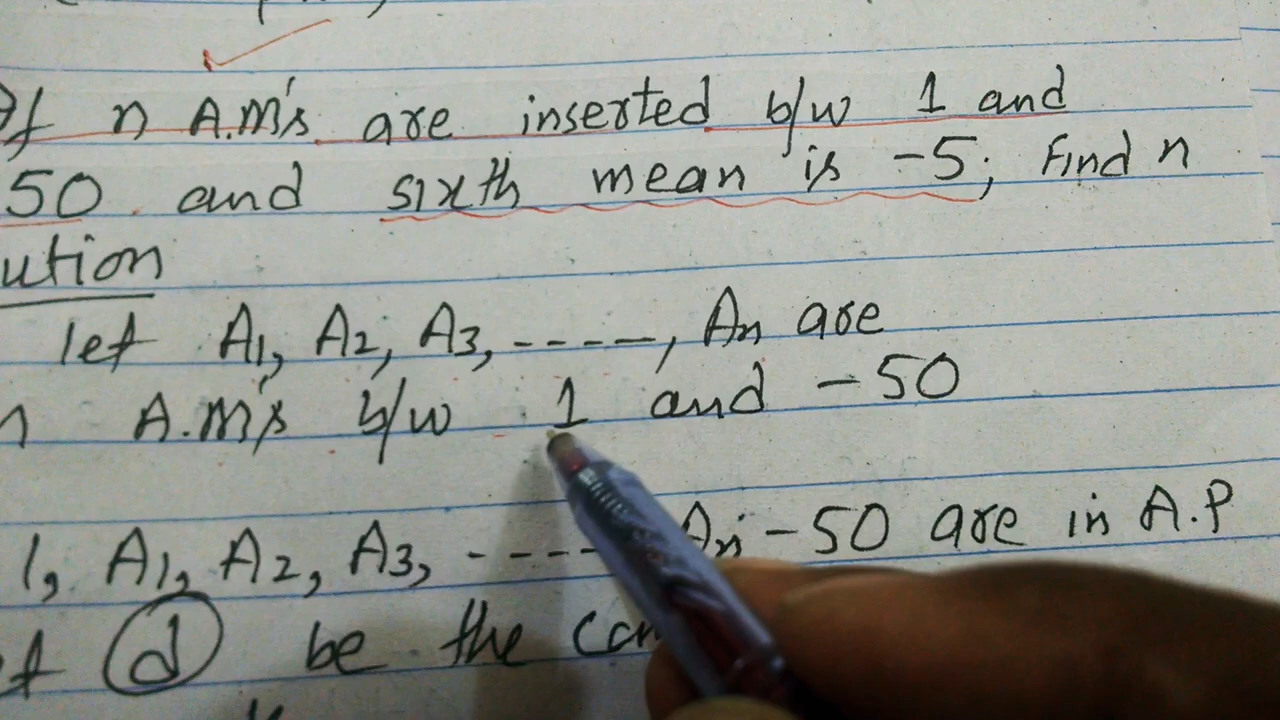 If n A.M's are inserted b/w 1 and
50 and sixth mean is -5; Find n
ution
let A1, A2, A3, -----, An are
n A.M's b/w 1 and -50
1, A1, A2, A3, ---- An -50 are in A.P
(d) be the